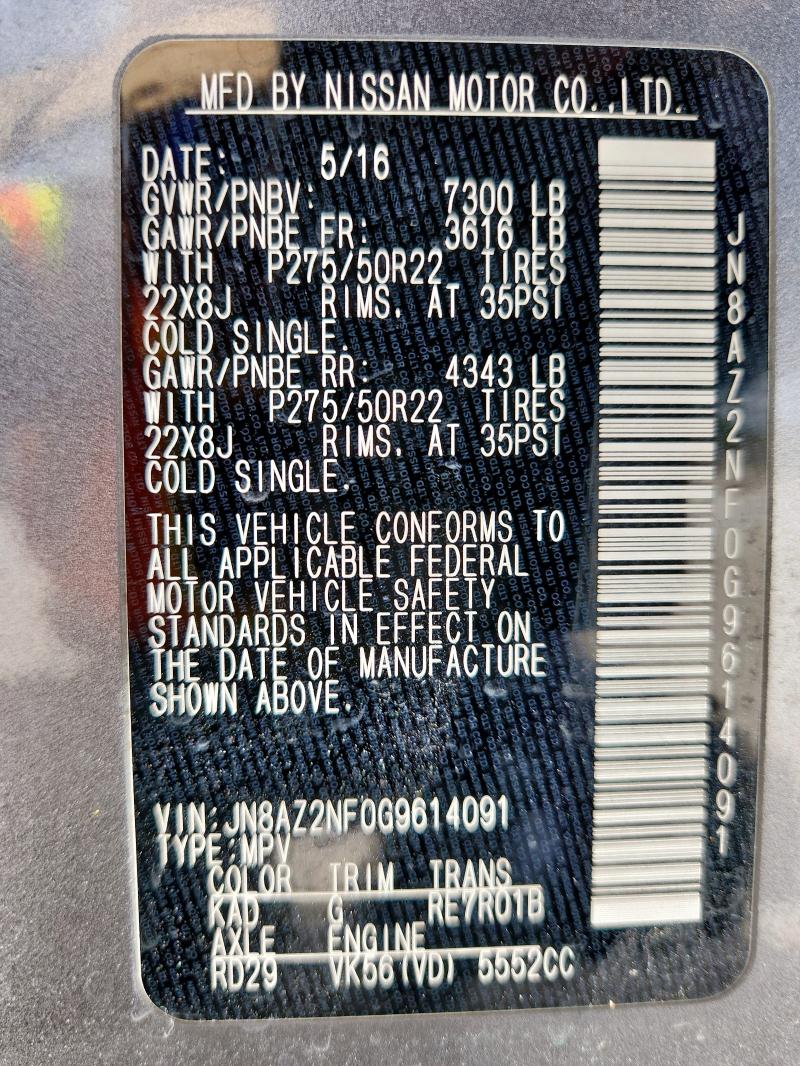 MFD BY NISSAN MOTOR CO.,LTD.
DATE: 5/16
GVWR/PNBV: 7300 LB
GAWR/PNBE FR: 3616 LB
WITH P275/50R22 TIRES
22X8J RIMS. AT 35PSI
COLD SINGLE.
GAWR/PNBE RR: 4343 LB
WITH P275/50R22 TIRES
22X8J RIMS. AT 35PSI
COLD SINGLE.
THIS VEHICLE CONFORMS TO
ALL APPLICABLE FEDERAL
MOTOR VEHICLE SAFETY
STANDARDS IN EFFECT ON
THE DATE OF MANUFACTURE
SHOWN ABOVE.
VIN:JN8AZ2NF0G9614091
TYPE:MPV
COLOR TRIM TRANS
KAD G RE7R01B
AXLE ENGINE
RD29 VK56(VD) 5552CC
JN8AZ2NF0G9614091